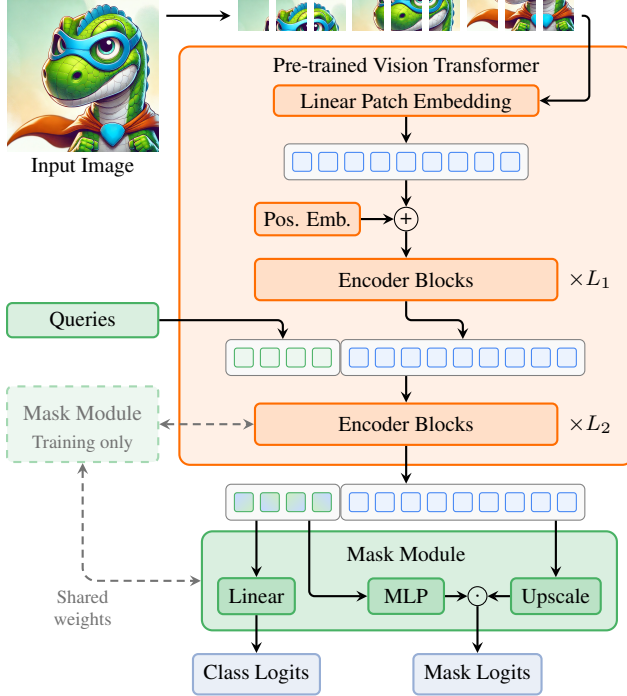 Input Image
Pre-trained Vision Transformer
Linear Patch Embedding
Pos. Emb.
+
Encoder Blocks
×L₁
Queries
Mask Module
Training only
Encoder Blocks
×L₂
Mask Module
Shared
weights
Linear
MLP
·
Upscale
Class Logits
Mask Logits